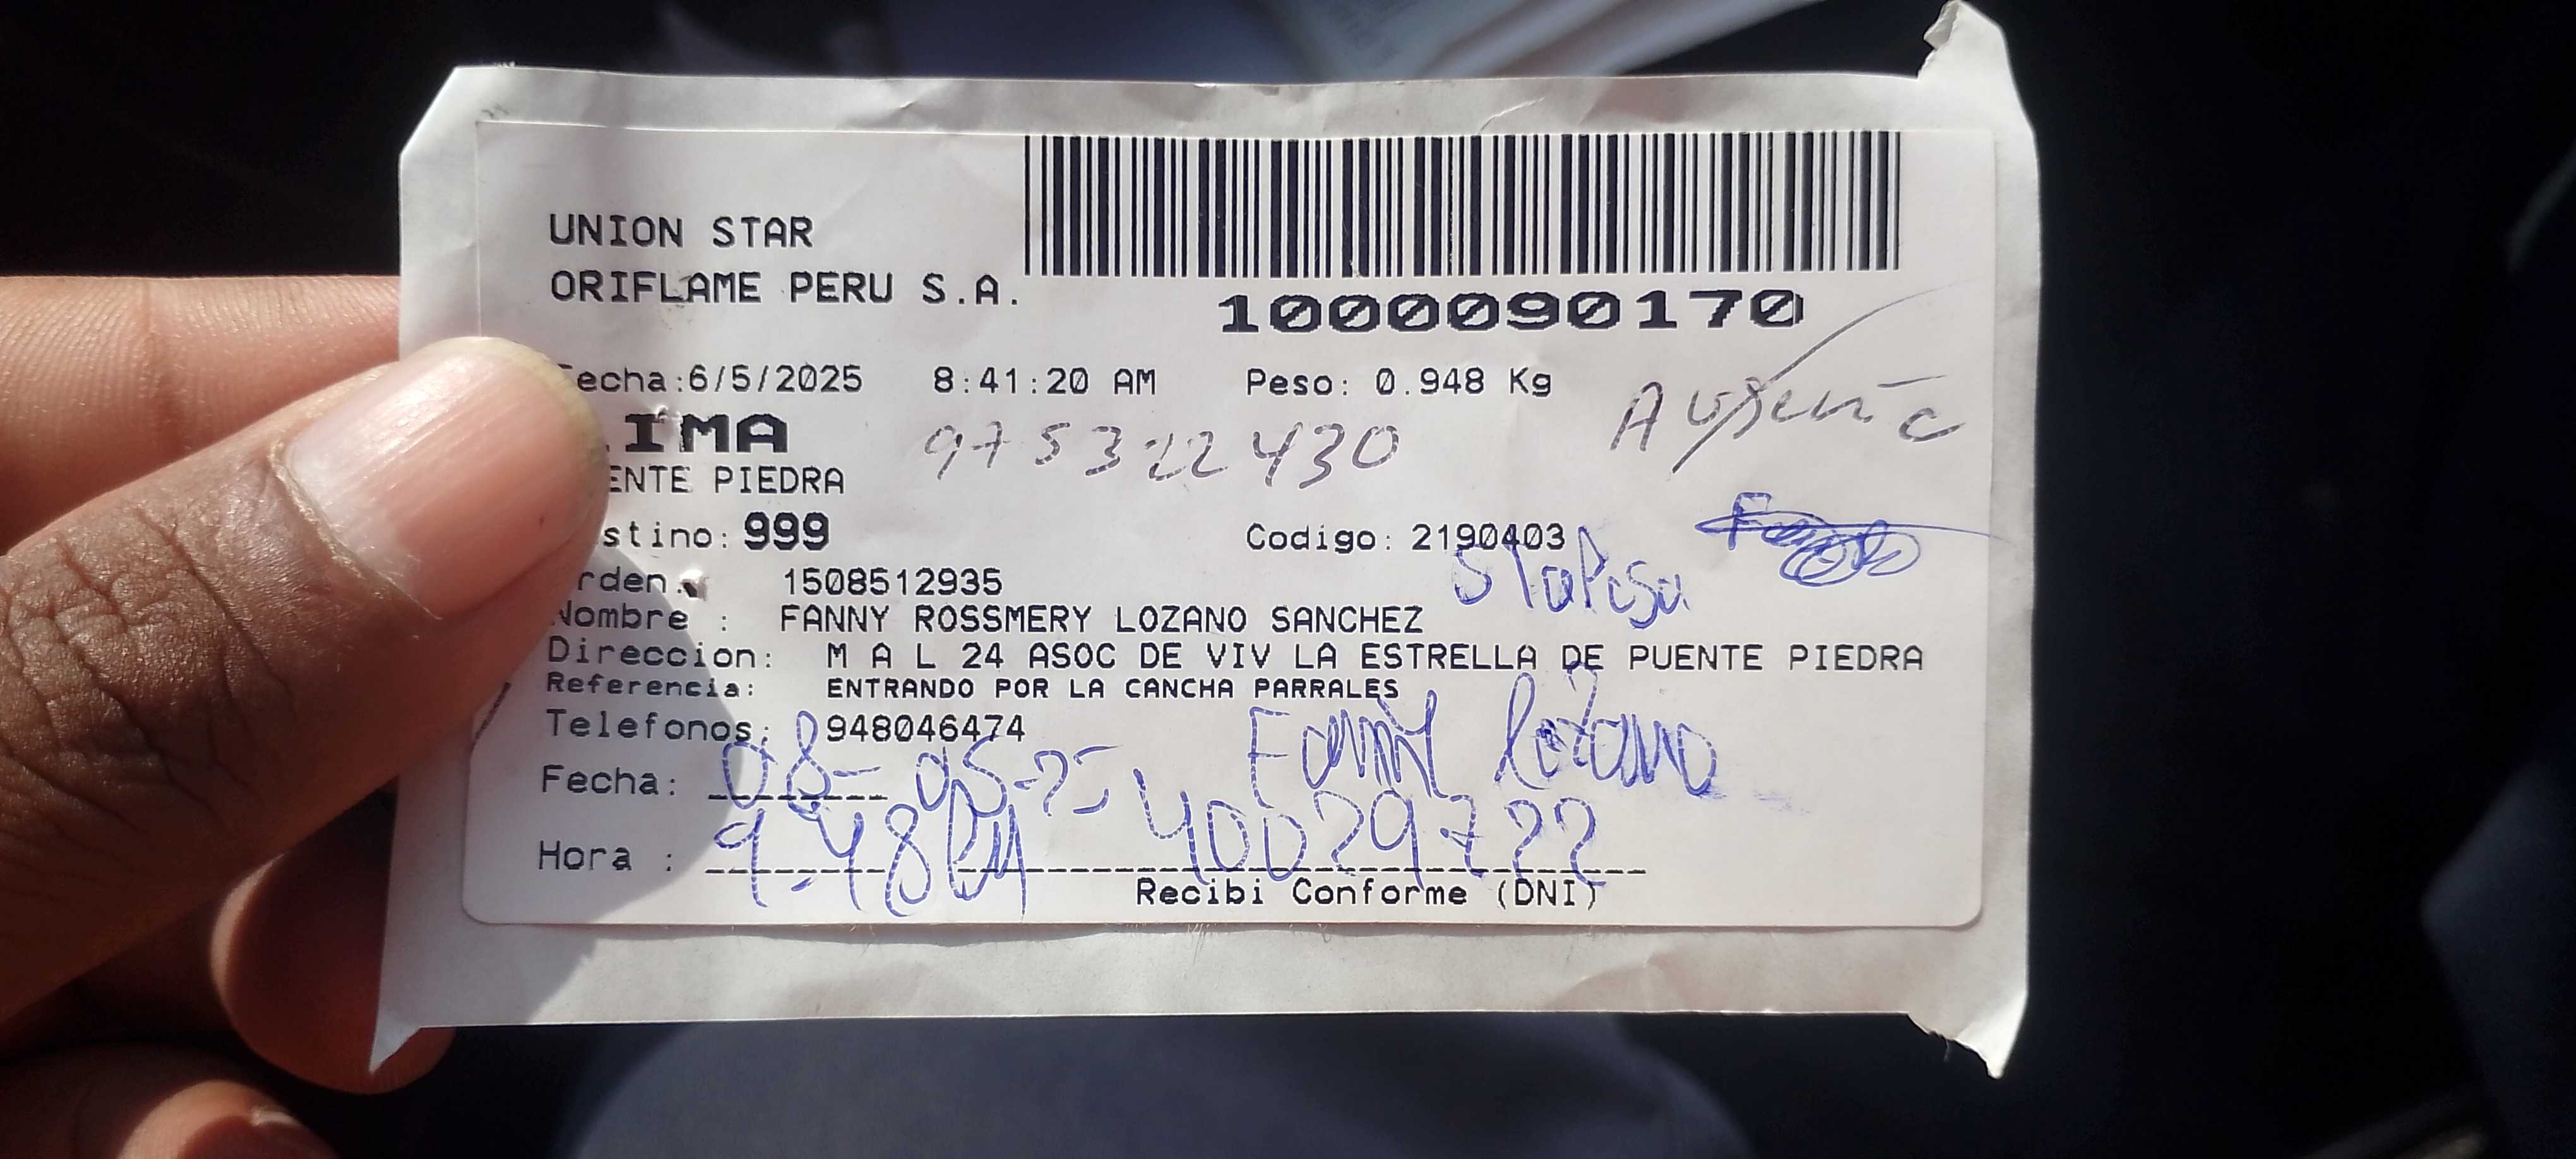 UNION STAR
ORIFLAME PERU S.A.
1000090170
Fecha:6/5/2025 8:41:20 AM Peso: 0.948 Kg
LIMA 975322430 Ausente
ENTE PIEDRA
stino: 999 Codigo: 2190403
rden: 1508512935
Nombre : FANNY ROSSMERY LOZANO SANCHEZ
Direccion: M A L 24 ASOC DE VIV LA ESTRELLA DE PUENTE PIEDRA
Referencia: ENTRANDO POR LA CANCHA PARRALES
Telefonos: 948046474
Fanny Lozano
Fecha: 08-05-25
Hora : 9.48PM 40029722
Recibi Conforme (DNI)